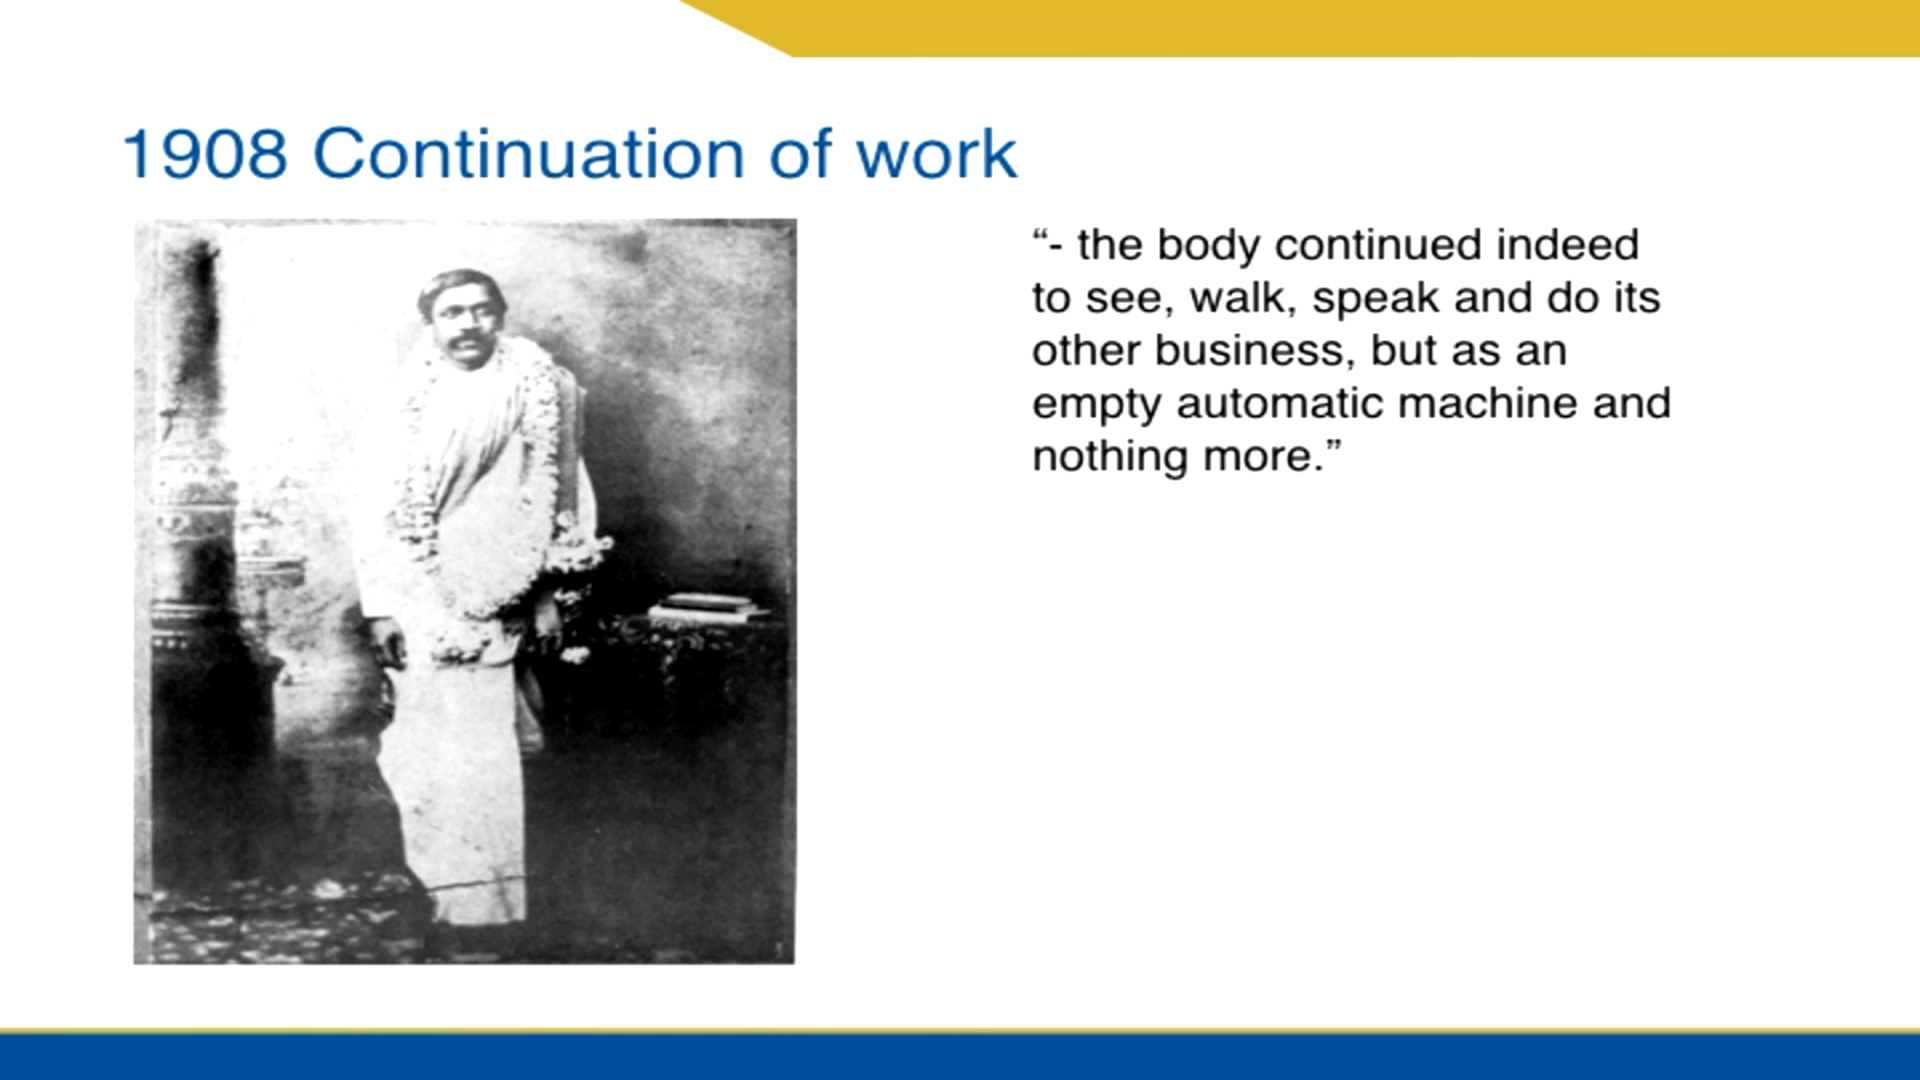 1908 Continuation of work
“- the body continued indeed
to see, walk, speak and do its
other business, but as an
empty automatic machine and
nothing more.”